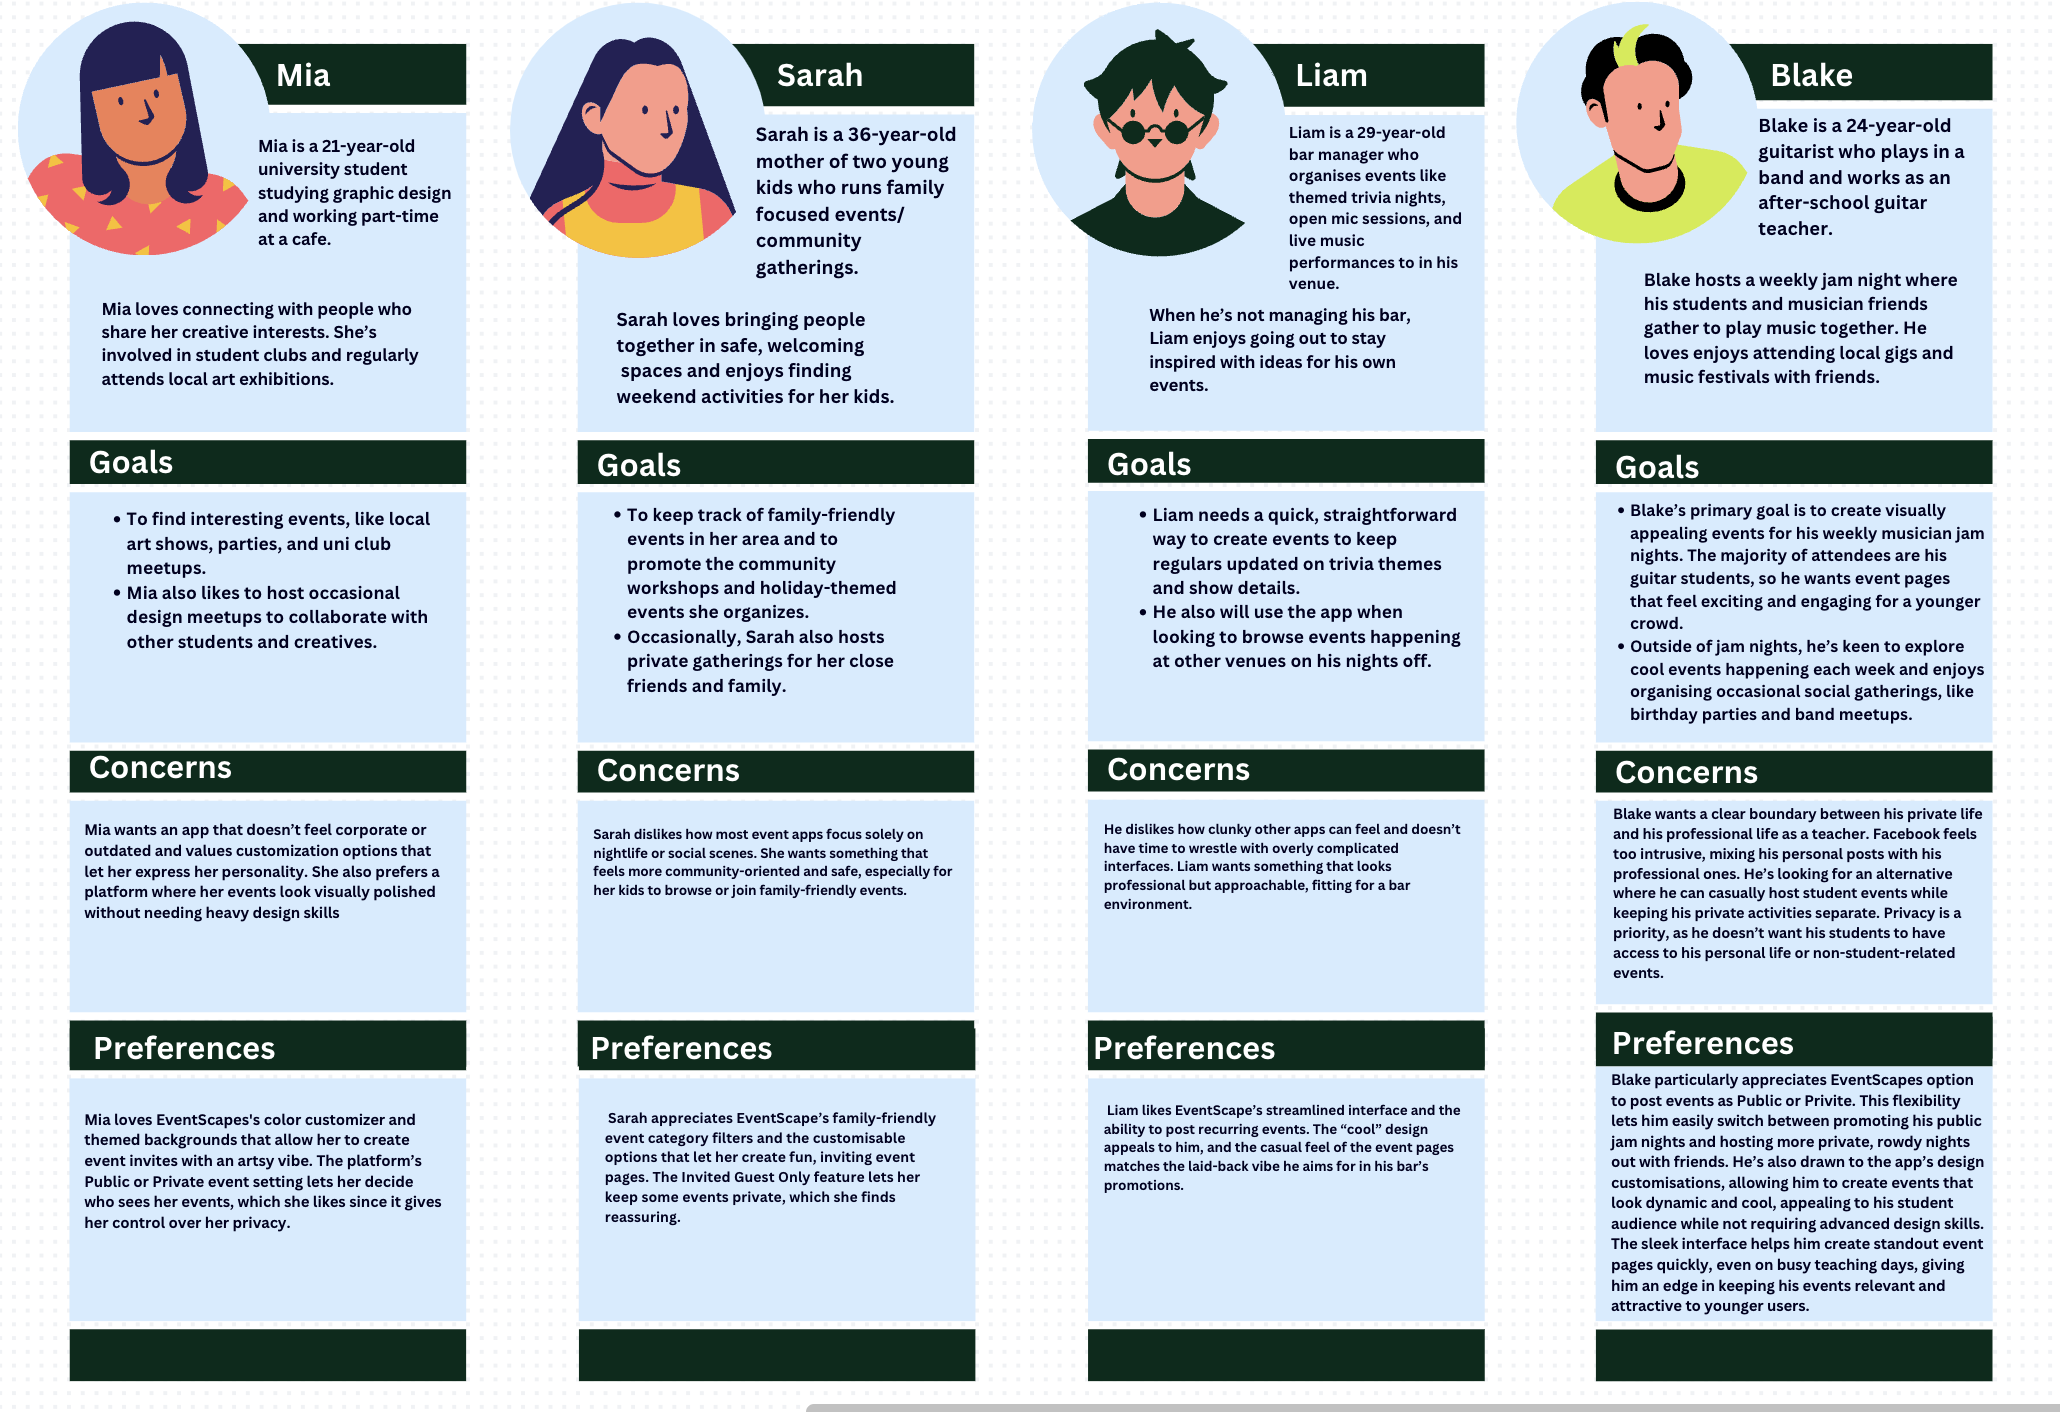 Mia
Mia is a 21-year-old
university student
studying graphic design
and working part-time
at a cafe.
Mia loves connecting with people who
share her creative interests. She’s
involved in student clubs and regularly
attends local art exhibitions.
Goals
• To find interesting events, like local
art shows, parties, and uni club
meetups.
• Mia also likes to host occasional
design meetups to collaborate with
other students and creatives.
Concerns
Mia wants an app that doesn’t feel corporate or
outdated and values customization options that
let her express her personality. She also prefers a
platform where her events look visually polished
without needing heavy design skills
Preferences
Mia loves EventScapes's color customizer and
themed backgrounds that allow her to create
event invites with an artsy vibe. The platform’s
Public or Private event setting lets her decide
who sees her events, which she likes since it gives
her control over her privacy.
Sarah
Sarah is a 36-year-old
mother of two young
kids who runs family
focused events/
community
gatherings.
Sarah loves bringing people
together in safe, welcoming
spaces and enjoys finding
weekend activities for her kids.
Goals
• To keep track of family-friendly
events in her area and to
promote the community
workshops and holiday-themed
events she organizes.
• Occasionally, Sarah also hosts
private gatherings for her close
friends and family.
Concerns
Sarah dislikes how most event apps focus solely on
nightlife or social scenes. She wants something that
feels more community-oriented and safe, especially for
her kids to browse or join family-friendly events.
Preferences
Sarah appreciates EventScape’s family-friendly
event category filters and the customisable
options that let her create fun, inviting event
pages. The Invited Guest Only feature lets her
keep some events private, which she finds
reassuring.
Liam
Liam is a 29-year-old
bar manager who
organises events like
themed trivia nights,
open mic sessions, and
live music
performances to in his
venue.
When he’s not managing his bar,
Liam enjoys going out to stay
inspired with ideas for his own
events.
Goals
• Liam needs a quick, straightforward
way to create events to keep
regulars updated on trivia themes
and show details.
• He also will use the app when
looking to browse events happening
at other venues on his nights off.
Concerns
He dislikes how clunky other apps can feel and doesn’t
have time to wrestle with overly complicated
interfaces. Liam wants something that looks
professional but approachable, fitting for a bar
environment.
Preferences
Liam likes EventScape’s streamlined interface and the
ability to post recurring events. The “cool” design
appeals to him, and the casual feel of the event pages
matches the laid-back vibe he aims for in his bar’s
promotions.
Blake
Blake is a 24-year-old
guitarist who plays in a
band and works as an
after-school guitar
teacher.
Blake hosts a weekly jam night where
his students and musician friends
gather to play music together. He
loves enjoys attending local gigs and
music festivals with friends.
Goals
• Blake’s primary goal is to create visually
appealing events for his weekly musician jam
nights. The majority of attendees are his
guitar students, so he wants event pages
that feel exciting and engaging for a younger
crowd.
• Outside of jam nights, he’s keen to explore
cool events happening each week and enjoys
organising occasional social gatherings, like
birthday parties and band meetups.
Concerns
Blake wants a clear boundary between his private life
and his professional life as a teacher. Facebook feels
too intrusive, mixing his personal posts with his
professional ones. He’s looking for an alternative
where he can casually host student events while
keeping his private activities separate. Privacy is a
priority, as he doesn’t want his students to have
access to his personal life or non-student-related
events.
Preferences
Blake particularly appreciates EventScapes option
to post events as Public or Privite. This flexibility
lets him easily switch between promoting his public
jam nights and hosting more private, rowdy nights
out with friends. He’s also drawn to the app’s design
customisations, allowing him to create events that
look dynamic and cool, appealing to his student
audience while not requiring advanced design skills.
The sleek interface helps him create standout event
pages quickly, even on busy teaching days, giving
him an edge in keeping his events relevant and
attractive to younger users.